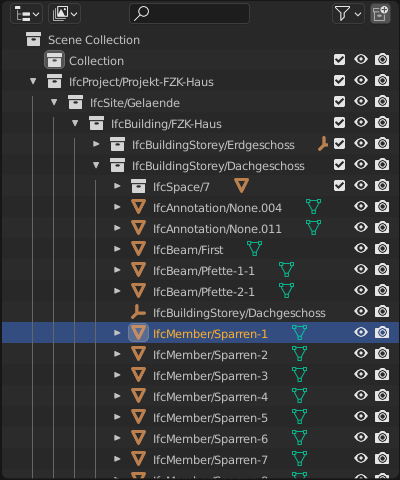 Scene Collection
Collection
IfcProject/Projekt-FZK-Haus
IfcSite/Gelaende
IfcBuilding/FZK-Haus
IfcBuildingStorey/Erdgeschoss
IfcBuildingStorey/Dachgeschoss
IfcSpace/7
IfcAnnotation/None.004
IfcAnnotation/None.011
IfcBeam/First
IfcBeam/Pfette-1-1
IfcBeam/Pfette-2-1
IfcBuildingStorey/Dachgeschoss
IfcMember/Sparren-1
IfcMember/Sparren-2
IfcMember/Sparren-3
IfcMember/Sparren-4
IfcMember/Sparren-5
IfcMember/Sparren-6
IfcMember/Sparren-7